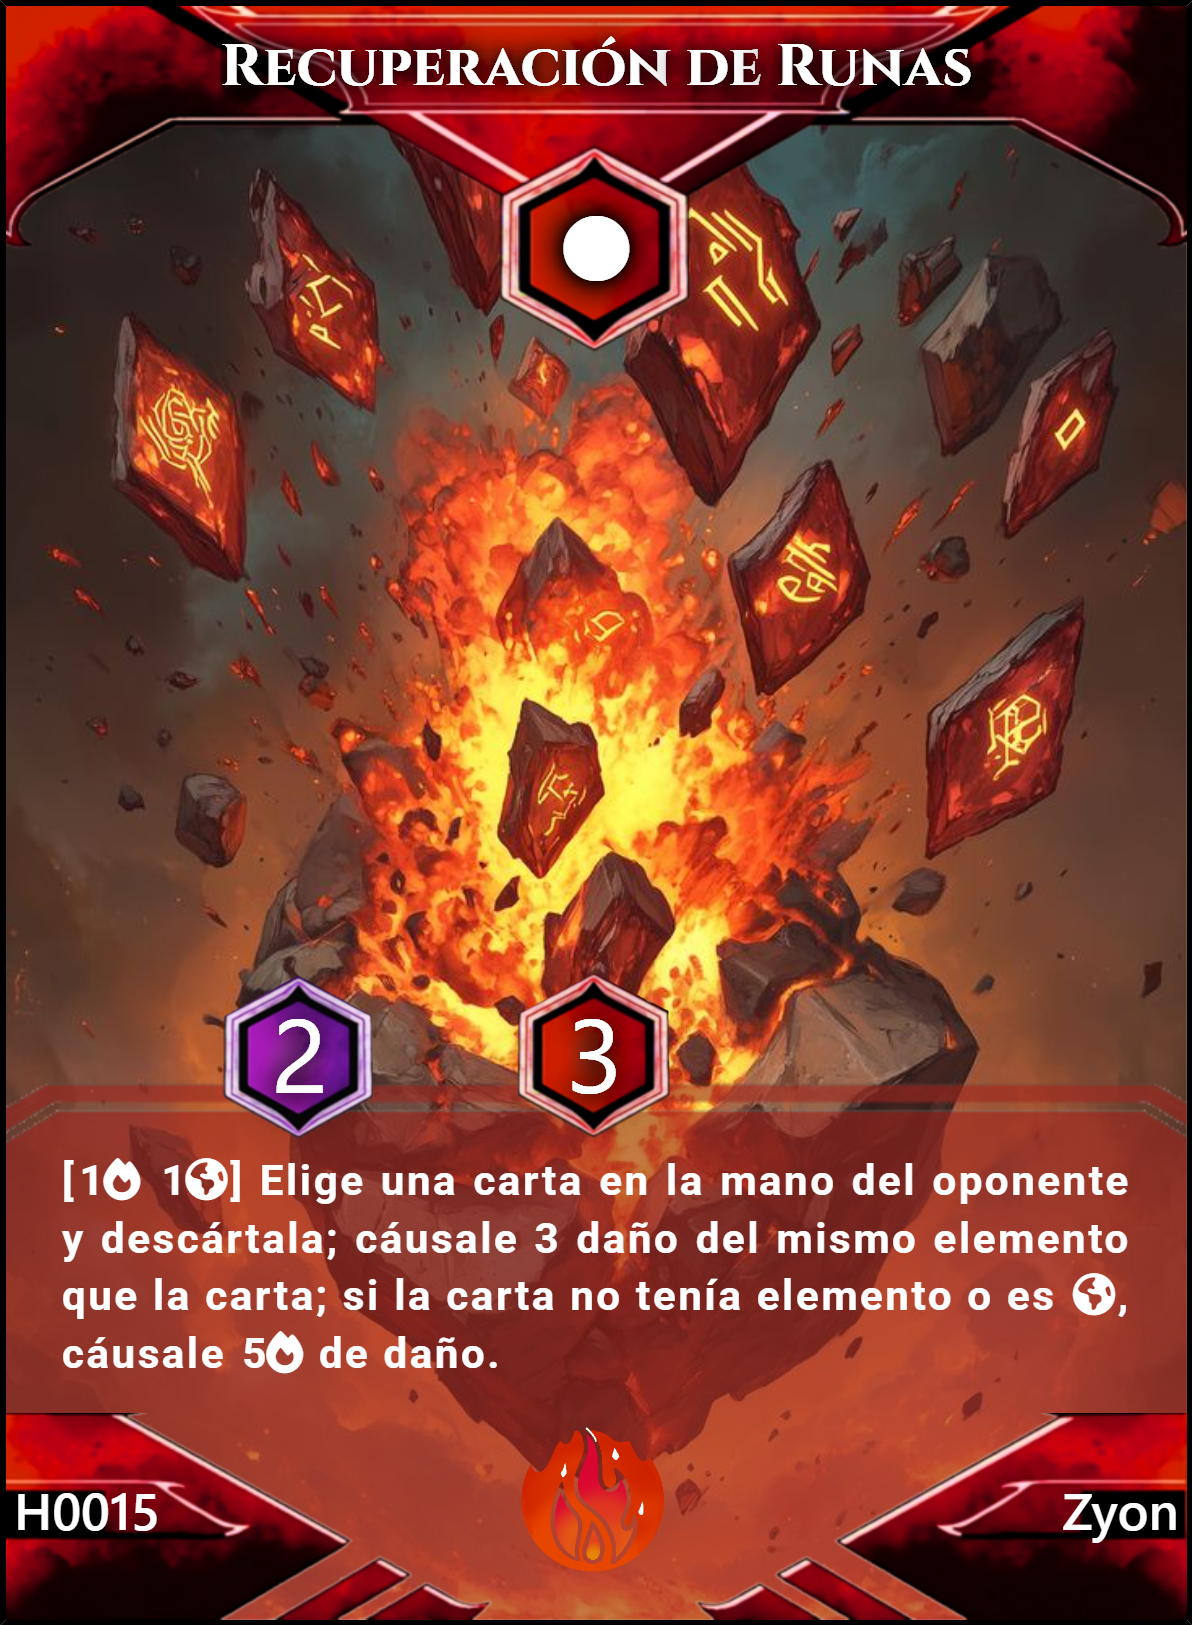 Recuperación de Runas
2
3
[1 1] Elige una carta en la mano del oponente
y descártala; cáusale 3 daño del mismo elemento
que la carta; si la carta no tenía elemento o es ,
cáusale 5 de daño.
H0015
Zyon